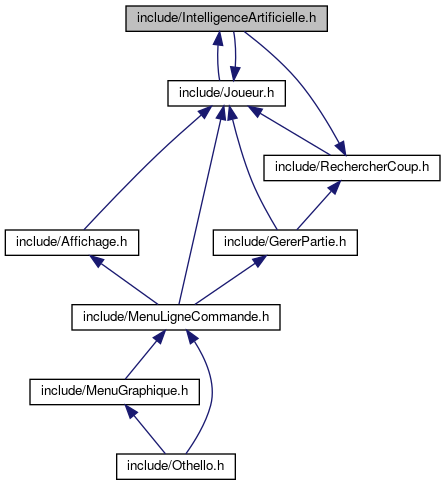 include/IntelligenceArtificielle.h
include/Joueur.h
include/RechercherCoup.h
include/Affichage.h
include/GererPartie.h
include/MenuLigneCommande.h
include/MenuGraphique.h
include/Othello.h